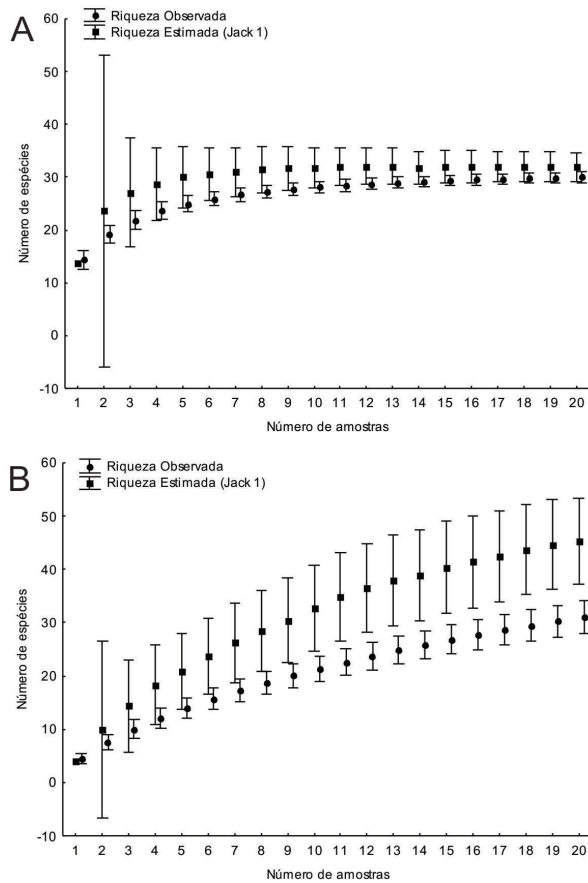 A
Riqueza Observada
Riqueza Estimada (Jack 1)
60
50
40
30
20
10
0
-10
Número de espécies
1 2 3 4 5 6 7 8 9 10 11 12 13 14 15 16 17 18 19 20
Número de amostras
B
Riqueza Observada
Riqueza Estimada (Jack 1)
60
50
40
30
20
10
0
-10
Número de espécies
1 2 3 4 5 6 7 8 9 10 11 12 13 14 15 16 17 18 19 20
Número de amostras